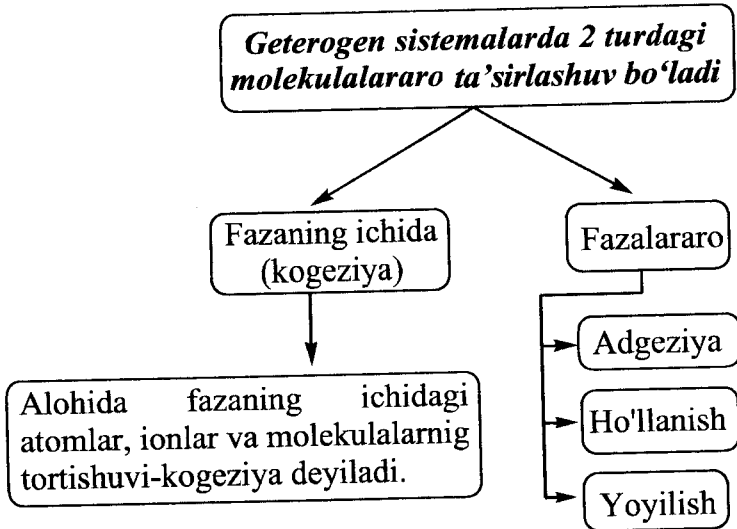 Geterogen sistemalarda 2 turdagi
molekulalararo ta’sirlashuv bo‘ladi
Fazaning ichida
(kogeziya)
Fazalararo
Adgeziya
Ho'llanish
Yoyilish
Alohida fazaning ichidagi
atomlar, ionlar va molekulalarnig
tortishuvi-kogeziya deyiladi.